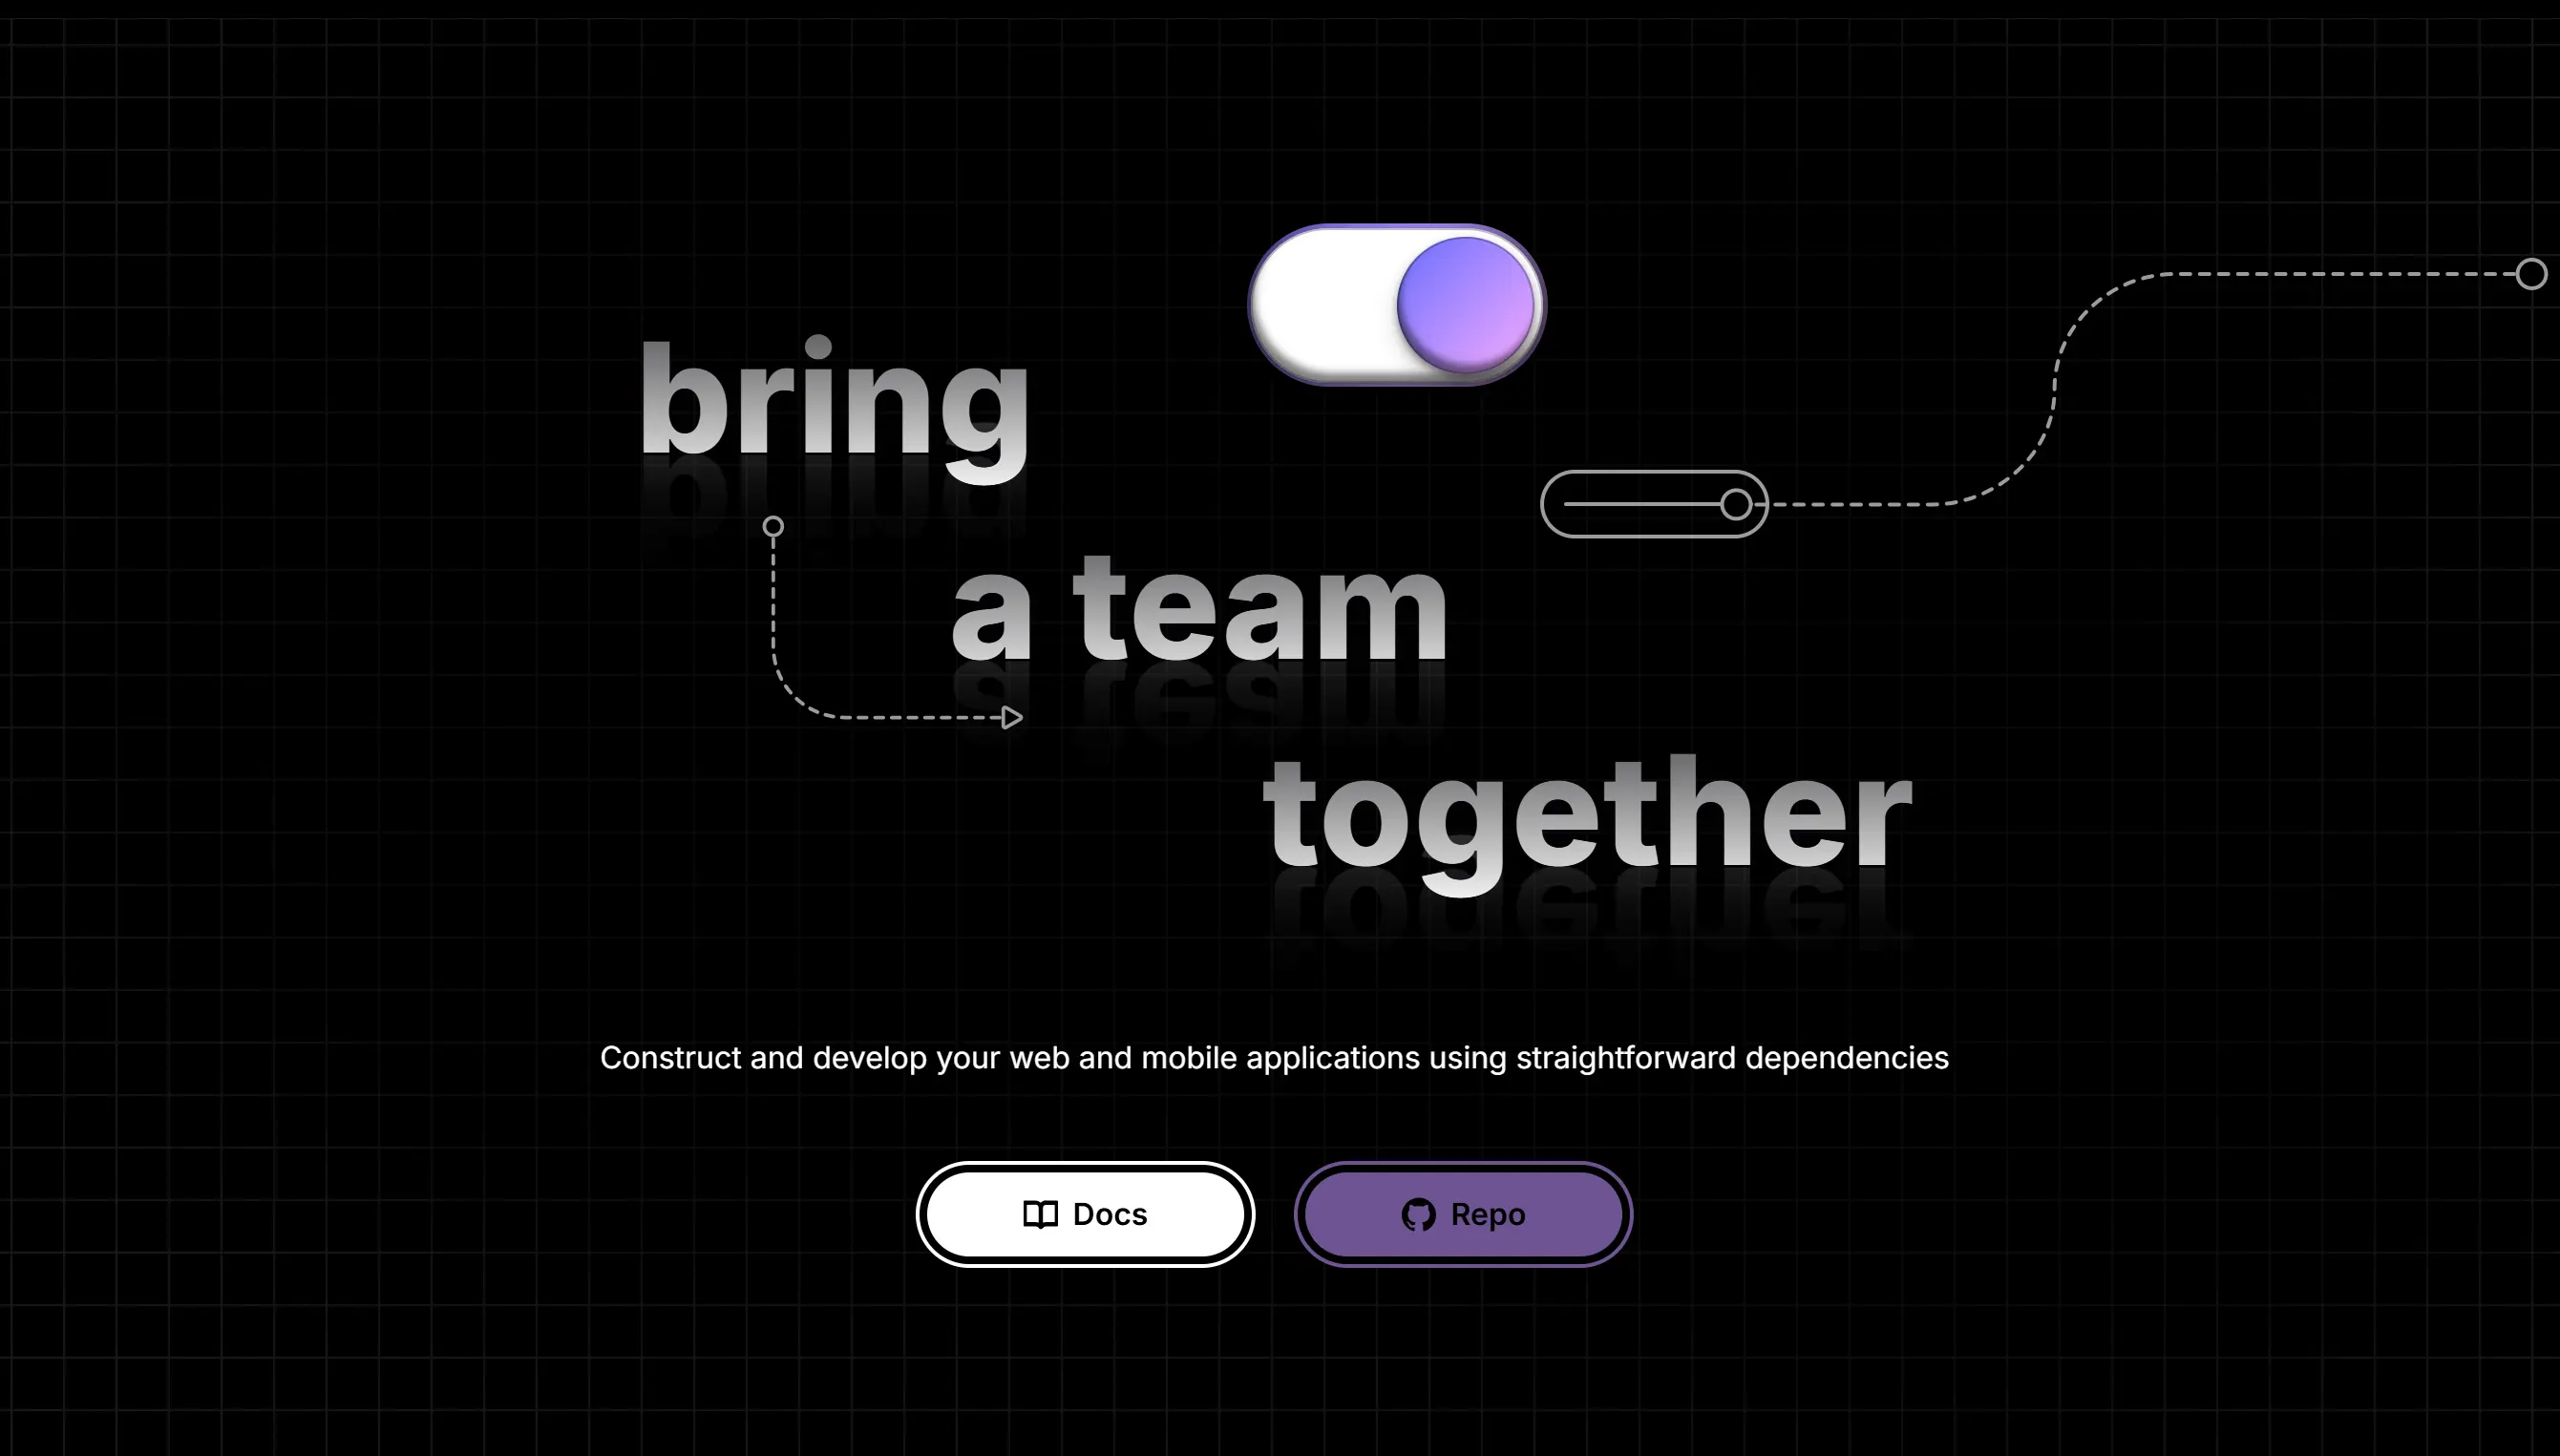 bring
a team
together
Construct and develop your web and mobile applications using straightforward dependencies
Docs
Repo